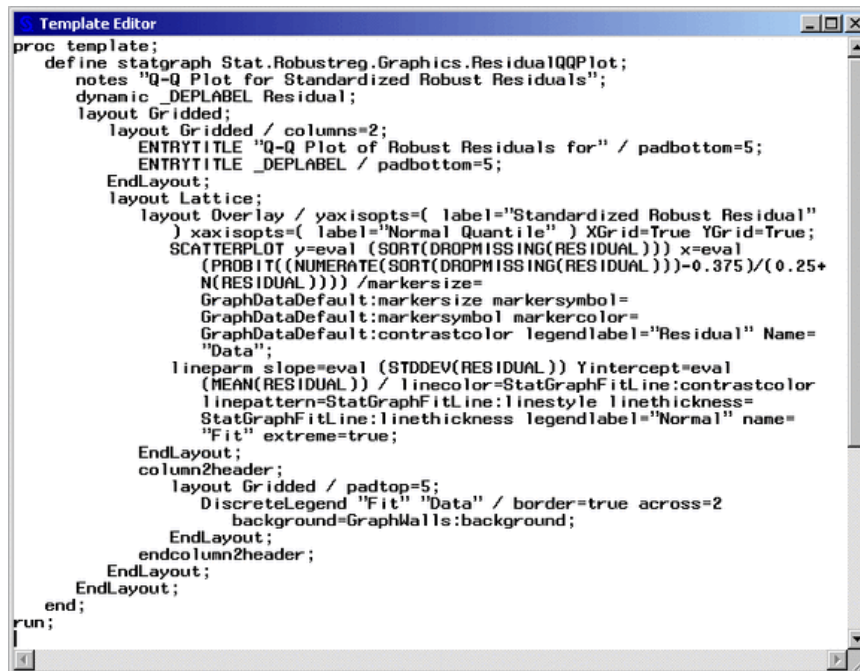 Template Editor
proc template;
define statgraph Stat.Robustreg.Graphics.ResidualQQPlot;
notes "Q-Q Plot for Standardized Robust Residuals";
dynamic _DEPLABEL Residual;
layout Gridded;
layout Gridded / columns=2;
ENTRYTITLE "Q-Q Plot of Robust Residuals for" / padbottom=5;
ENTRYTITLE _DEPLABEL / padbottom=5;
EndLayout;
layout Lattice;
layout Overlay / yaxisopts=( label="Standardized Robust Residual"
) xaxisopts=( label="Normal Quantile" ) XGrid=True YGrid=True;
SCATTERPLOT y=eval (SORT(DROPMISSING(RESIDUAL))) x=eval
(PROBIT((NUMERATE(SORT(DROPMISSING(RESIDUAL)))-0.375)/(0.25+
N(RESIDUAL)))) /markersize=
GraphDataDefault:markersize markersymbol=
GraphDataDefault:markersymbol markercolor=
GraphDataDefault:contrastcolor legendlabel="Residual" Name=
"Data";
lineparm slope=eval (STDDEV(RESIDUAL)) Yintercept=eval
(MEAN(RESIDUAL)) / linecolor=StatGraphFitLine:contrastcolor
linepattern=StatGraphFitLine:linestyle linethickness=
StatGraphFitLine:linethickness legendlabel="Normal" name=
"Fit" extreme=true;
EndLayout;
column2header;
layout Gridded / padtop=5;
DiscreteLegend "Fit" "Data" / border=true across=2
background=GraphWalls:background;
EndLayout;
endcolumn2header;
EndLayout;
EndLayout;
end;
run;